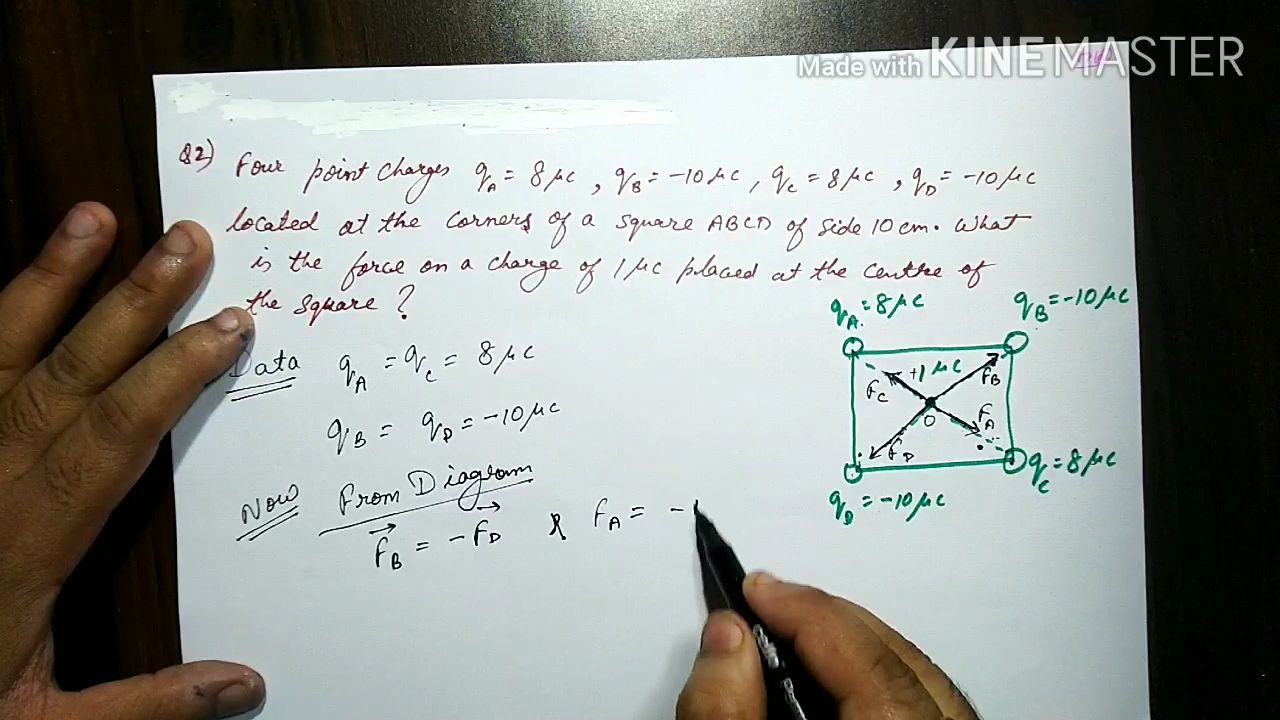 Made with KINEMASTER
Q2) Four point charges qA = 8μC, qB = -10μC, qC = 8μC, qD = -10μC
located at the corners of a square ABCD of side 10 cm. What
is the force on a charge of 1μC placed at the centre of
the square?
qA = 8μC
qB = -10μC
+1μC
FC
FB
O
FA
FD
qC = 8μC
qD = -10μC
Data qA = qC = 8μC
qB = qD = -10μC
Now From Diagram
FB = -FD & FA = -